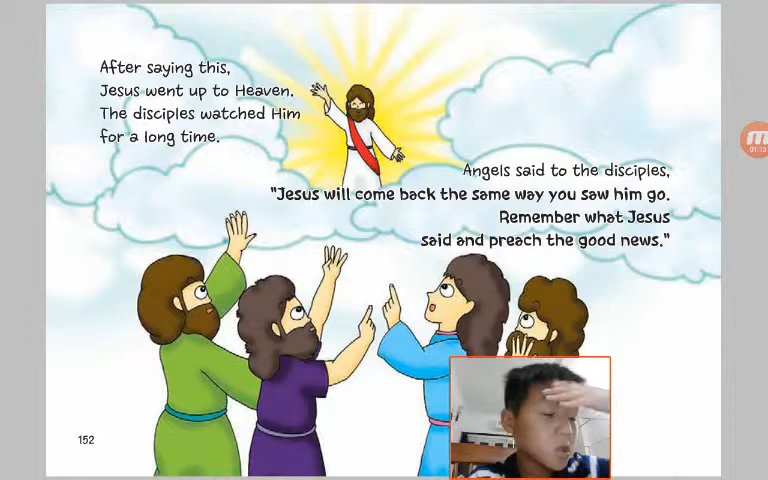 After saying this,
Jesus went up to Heaven.
The disciples watched Him
for a long time.
Angels said to the disciples,
"Jesus will come back the same way you saw him go.
Remember what Jesus
said and preach the good news."
152
01:13